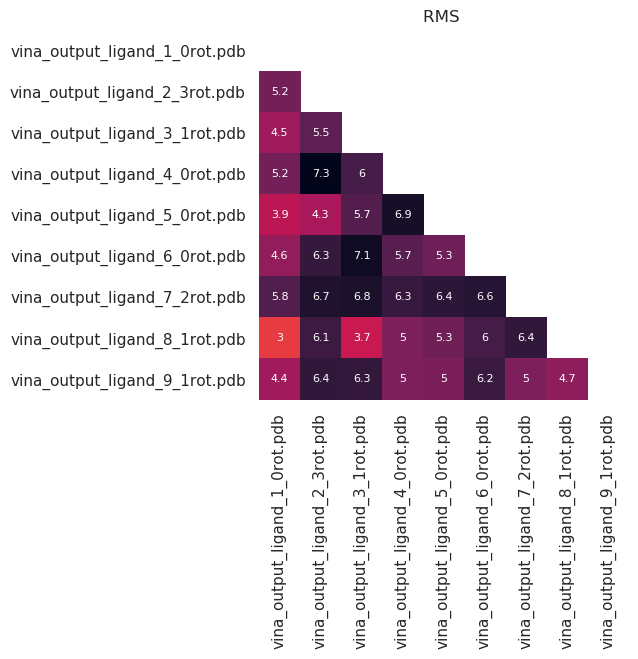 RMS
vina_output_ligand_1_0rot.pdb
vina_output_ligand_2_3rot.pdb 5.2
vina_output_ligand_3_1rot.pdb 4.5 5.5
vina_output_ligand_4_0rot.pdb 5.2 7.3 6
vina_output_ligand_5_0rot.pdb 3.9 4.3 5.7 6.9
vina_output_ligand_6_0rot.pdb 4.6 6.3 7.1 5.7 5.3
vina_output_ligand_7_2rot.pdb 5.8 6.7 6.8 6.3 6.4 6.6
vina_output_ligand_8_1rot.pdb 3 6.1 3.7 5 5.3 6 6.4
vina_output_ligand_9_1rot.pdb 4.4 6.4 6.3 5 5 6.2 5 4.7
vina_output_ligand_1_0rot.pdb
vina_output_ligand_2_3rot.pdb
vina_output_ligand_3_1rot.pdb
vina_output_ligand_4_0rot.pdb
vina_output_ligand_5_0rot.pdb
vina_output_ligand_6_0rot.pdb
vina_output_ligand_7_2rot.pdb
vina_output_ligand_8_1rot.pdb
vina_output_ligand_9_1rot.pdb